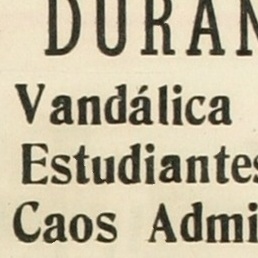 DURAN
Vandálica
Estudiantes
Caos Admi